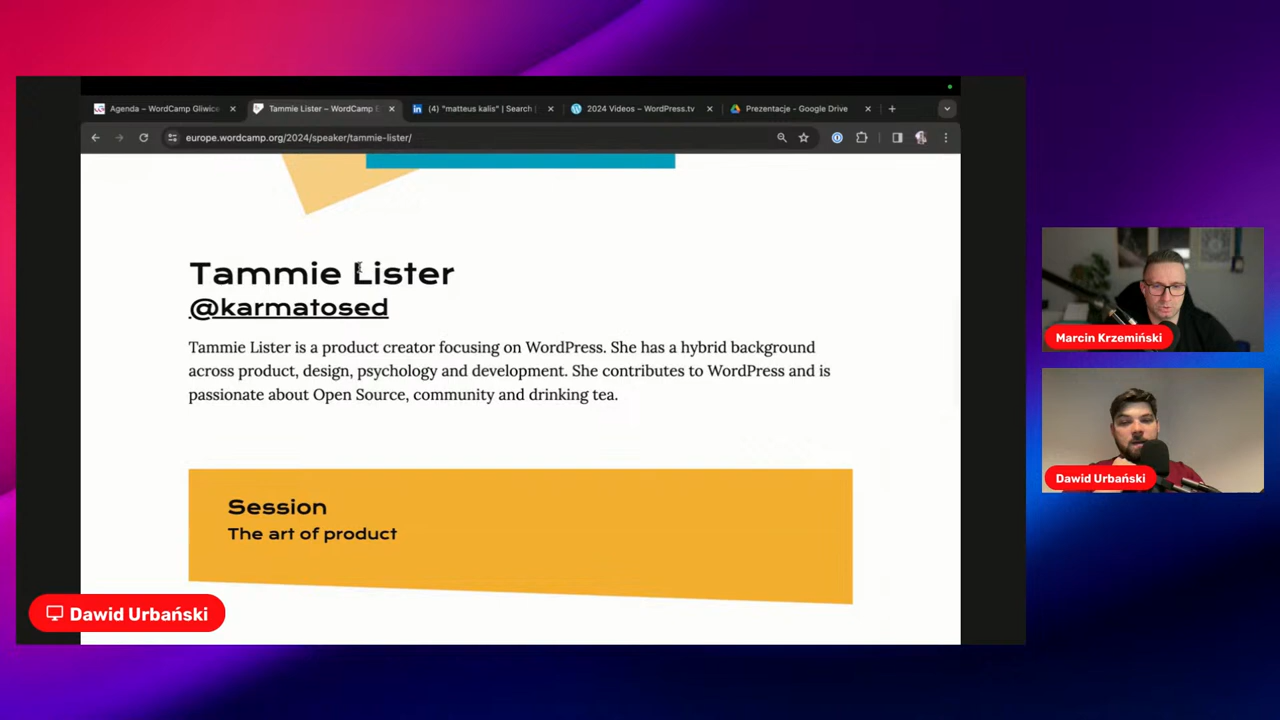 Agenda – WordCamp Gliwice
Tammie Lister – WordCamp E
(4) "matteus kalis" | Search |
2024 Videos – WordPress.tv
Prezentacje - Google Drive
europe.wordcamp.org/2024/speaker/tammie-lister/
Tammie Lister
@karmatosed
Tammie Lister is a product creator focusing on WordPress. She has a hybrid background
across product, design, psychology and development. She contributes to WordPress and is
passionate about Open Source, community and drinking tea.
Session
The art of product
Dawid Urbański
Marcin Krzemiński
Dawid Urbański